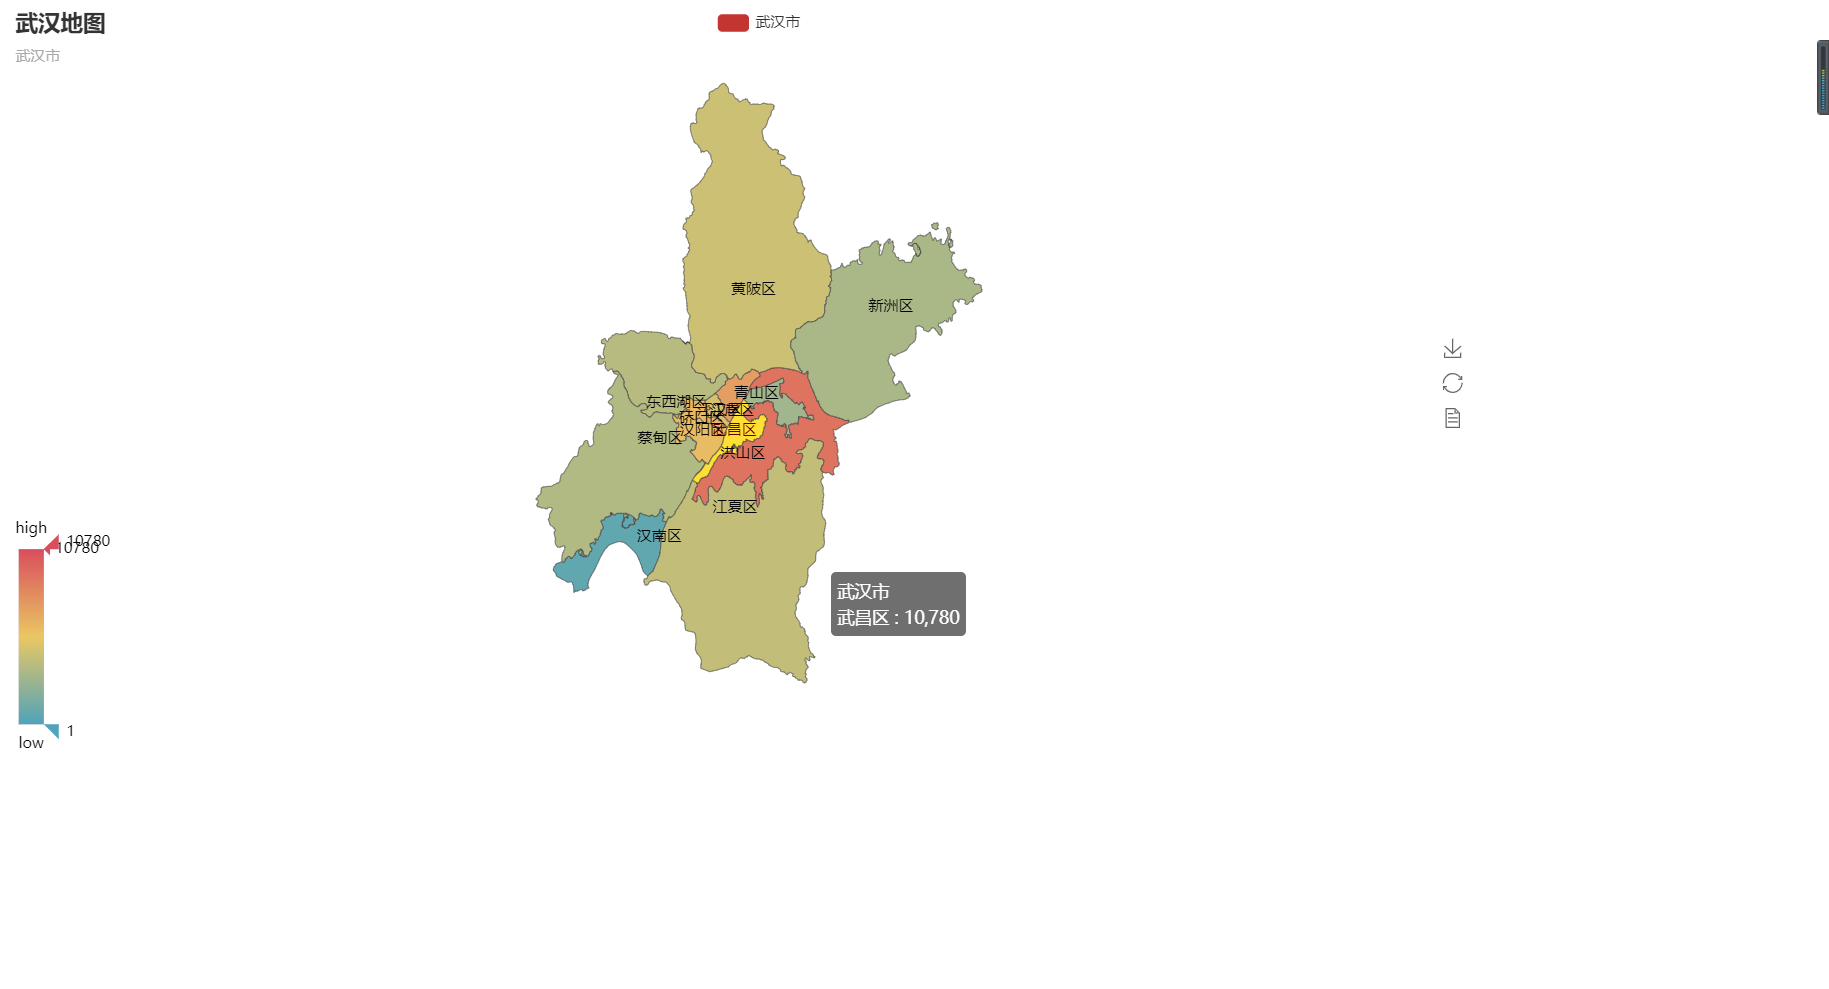 武汉地图
武汉市
武汉市
黄陂区
新洲区
青山区
东西湖区
江汉区
硚口区
汉阳区
武昌区
蔡甸区
洪山区
江夏区
汉南区
high
10780
10780
1
low
武汉市
武昌区 : 10,780